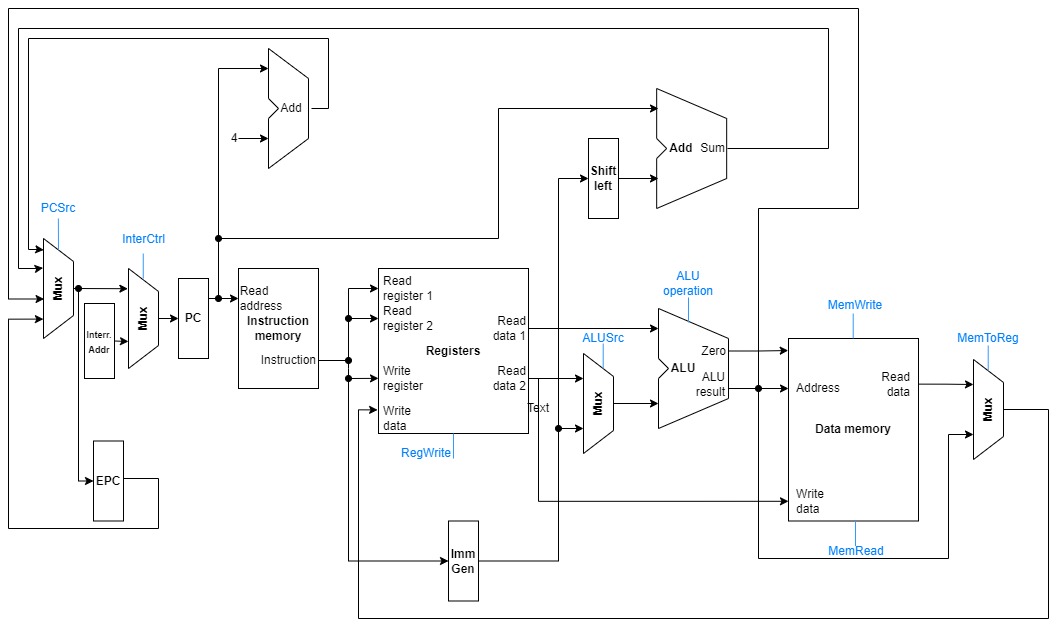 Add
4
Shift
left
Add
Sum
PCSrc
InterCtrl
Mux
Mux
Interr.
Addr
PC
Read
address
Instruction
memory
Instruction
Read
register 1
Read
register 2
Registers
Write
register
Write
data
Read
data 1
Read
data 2
Text
RegWrite
ALUSrc
Mux
ALU
operation
Zero
ALU
ALU
result
MemWrite
Address
Read
data
Data memory
Write
data
MemRead
MemToReg
Mux
EPC
Imm
Gen